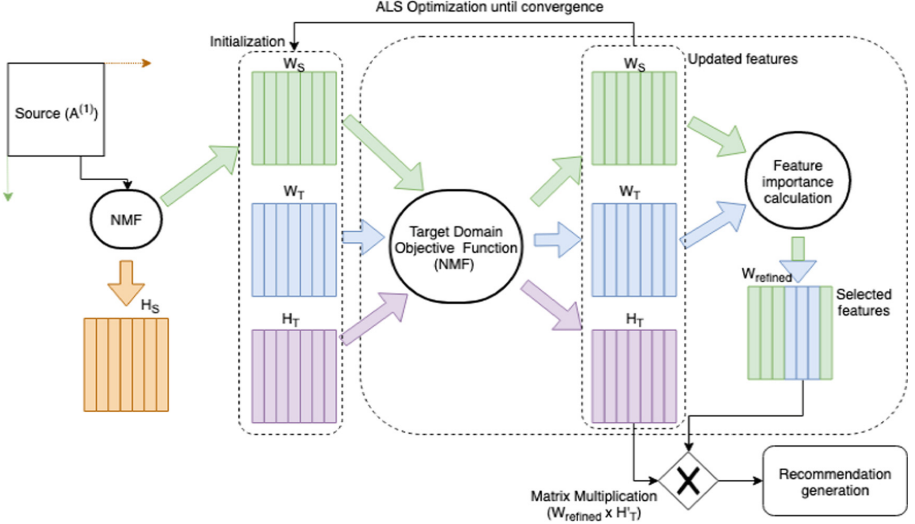 ALS Optimization until convergence
Initialization
Updated features
Source (A(1))
WS
WS
NMF
WT
WT
Feature
importance
calculation
Target Domain
Objective Function
(NMF)
Wrefined
Selected
features
HS
HT
HT
Matrix Multiplication
(Wrefined x H'T)
X
Recommendation
generation